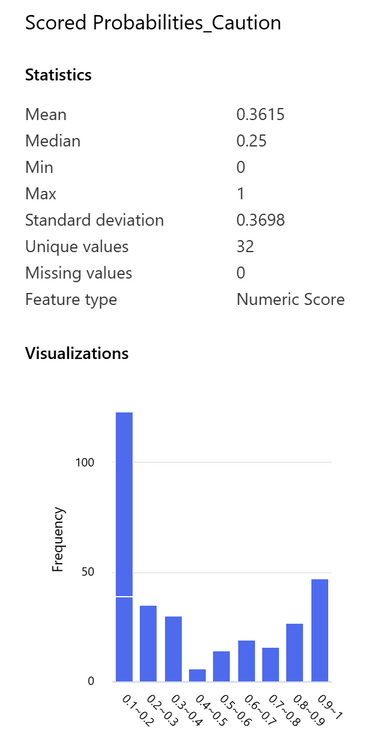 Scored Probabilities_Caution
Statistics
Mean 0.3615
Median 0.25
Min 0
Max 1
Standard deviation 0.3698
Unique values 32
Missing values 0
Feature type Numeric Score
Visualizations
100
50
0
Frequency
0.1~0.2
0.2~0.3
0.3~0.4
0.4~0.5
0.5~0.6
0.6~0.7
0.7~0.8
0.8~0.9
0.9~1